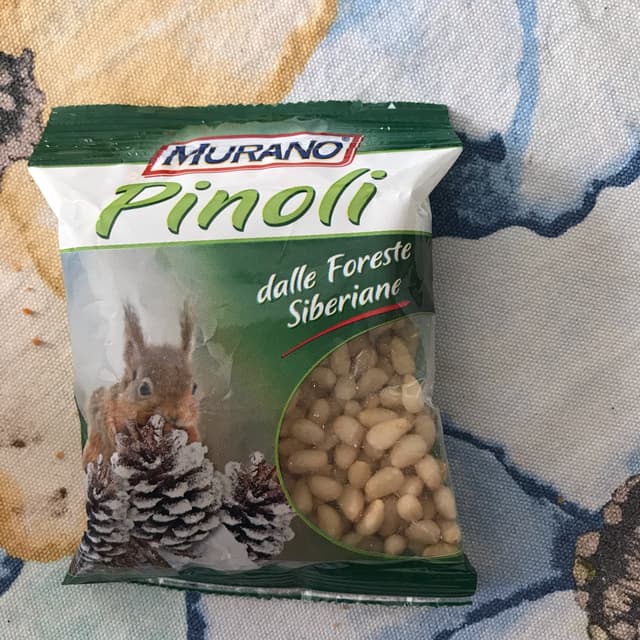 MURANO
Pinoli
dalle Foreste
Siberiane